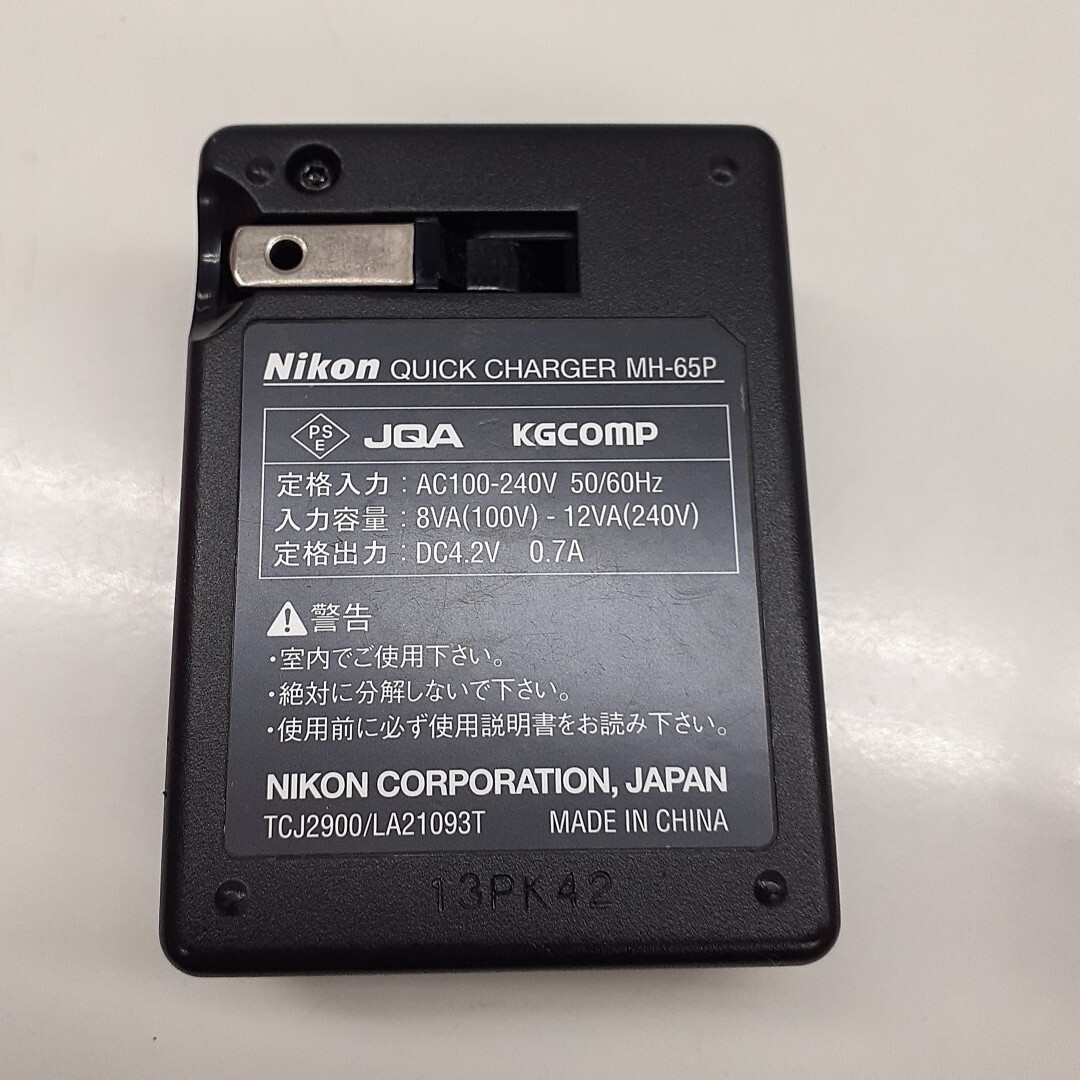 Nikon QUICK CHARGER MH-65P
PS E JQA KGCOMP
定格入力 : AC100-240V 50/60Hz
入力容量 : 8VA(100V) - 12VA(240V)
定格出力 : DC4.2V 0.7A
警告
・室内でご使用下さい。
・絶対に分解しないで下さい。
・使用前に必ず使用説明書をお読み下さい。
NIKON CORPORATION, JAPAN
TCJ2900/LA21093T MADE IN CHINA
13PK42